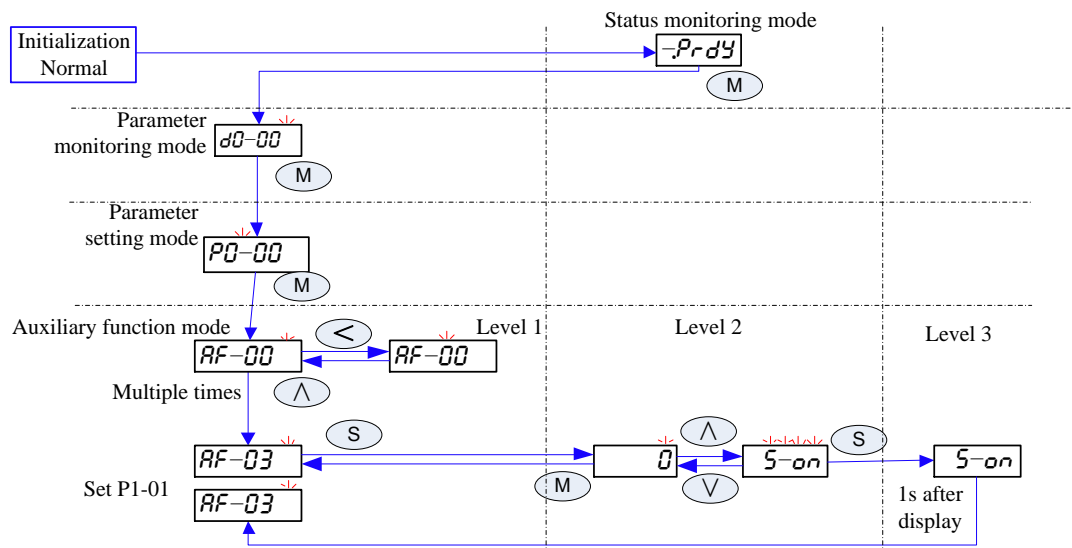 Status monitoring mode
Initialization
Normal
-.Prdy
M
Parameter
monitoring mode
d0-00
M
Parameter
setting mode
P0-00
M
Auxiliary function mode
Level 1
Level 2
Level 3
AF-00
<
AF-00
Multiple times
∧
AF-03
S
0
∧
S-on
S
S-on
M
∨
Set P1-01
AF-03
1s after
display